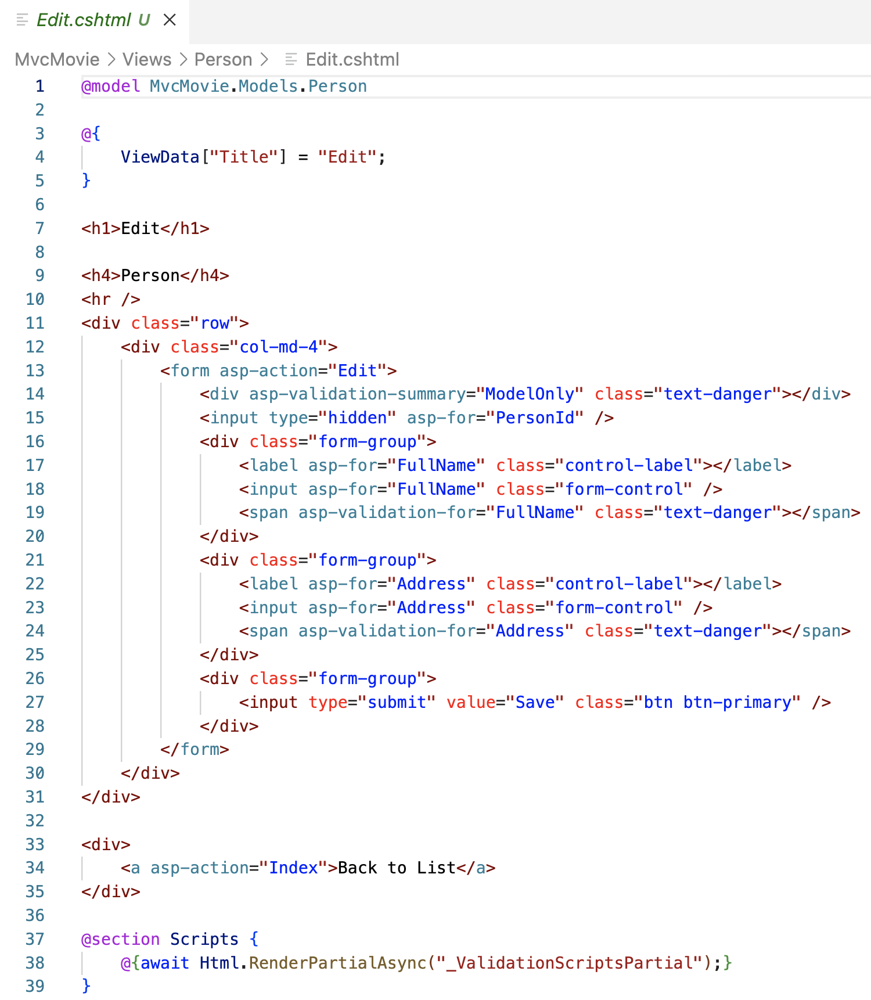 Edit.cshtml U
MvcMovie > Views > Person > Edit.cshtml
1 @model MvcMovie.Models.Person
2
3 @{
4     ViewData["Title"] = "Edit";
5 }
6
7 <h1>Edit</h1>
8
9 <h4>Person</h4>
10 <hr />
11 <div class="row">
12     <div class="col-md-4">
13         <form asp-action="Edit">
14             <div asp-validation-summary="ModelOnly" class="text-danger"></div>
15             <input type="hidden" asp-for="PersonId" />
16             <div class="form-group">
17                 <label asp-for="FullName" class="control-label"></label>
18                 <input asp-for="FullName" class="form-control" />
19                 <span asp-validation-for="FullName" class="text-danger"></span>
20             </div>
21             <div class="form-group">
22                 <label asp-for="Address" class="control-label"></label>
23                 <input asp-for="Address" class="form-control" />
24                 <span asp-validation-for="Address" class="text-danger"></span>
25             </div>
26             <div class="form-group">
27                 <input type="submit" value="Save" class="btn btn-primary" />
28             </div>
29         </form>
30     </div>
31 </div>
32
33 <div>
34     <a asp-action="Index">Back to List</a>
35 </div>
36
37 @section Scripts {
38     @{await Html.RenderPartialAsync("_ValidationScriptsPartial");}
39 }